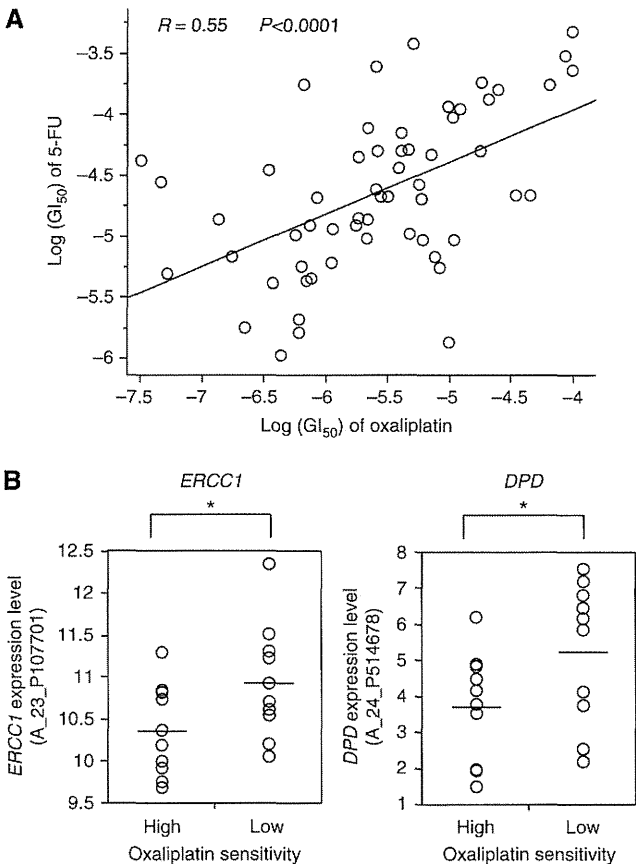 A
R = 0.55 P<0.0001
Log (GI50) of 5-FU
−3.5
−4
−4.5
−5
−5.5
−6
−7.5 −7 −6.5 −6 −5.5 −5 −4.5 −4
Log (GI50) of oxaliplatin
B
ERCC1
*
ERCC1 expression level
(A_23_P107701)
12.5
12
11.5
11
10.5
10
9.5
High Low
Oxaliplatin sensitivity
DPD
*
DPD expression level
(A_24_P514678)
8
7
6
5
4
3
2
1
High Low
Oxaliplatin sensitivity